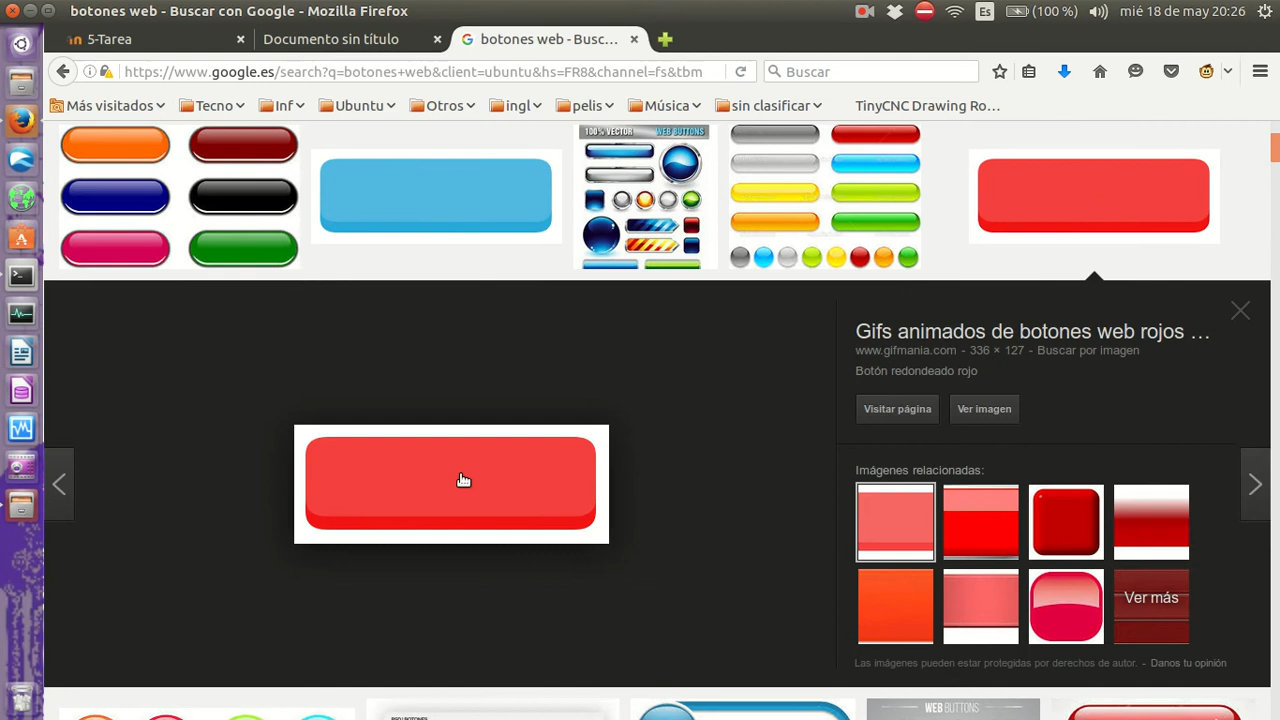 botones web - Buscar con Google - Mozilla Firefox
Es
(100 %)
mié 18 de may 20:26
5-Tarea
Documento sin título
botones web - Busc…
https://www.google.es/search?q=botones+web&client=ubuntu&hs=FR8&channel=fs&tbm
Buscar
Más visitados
Tecno
Inf
Ubuntu
Otros
ingl
pelis
Música
sin clasificar
TinyCNC Drawing Ro…
100% VECTOR
WEB BUTTONS
Gifs animados de botones web rojos …
www.gifmania.com - 336 × 127 - Buscar por imagen
Botón redondeado rojo
Visitar página
Ver imagen
Imágenes relacionadas:
Ver más
Las imágenes pueden estar protegidas por derechos de autor. - Danos tu opinión
WEB BUTTONS